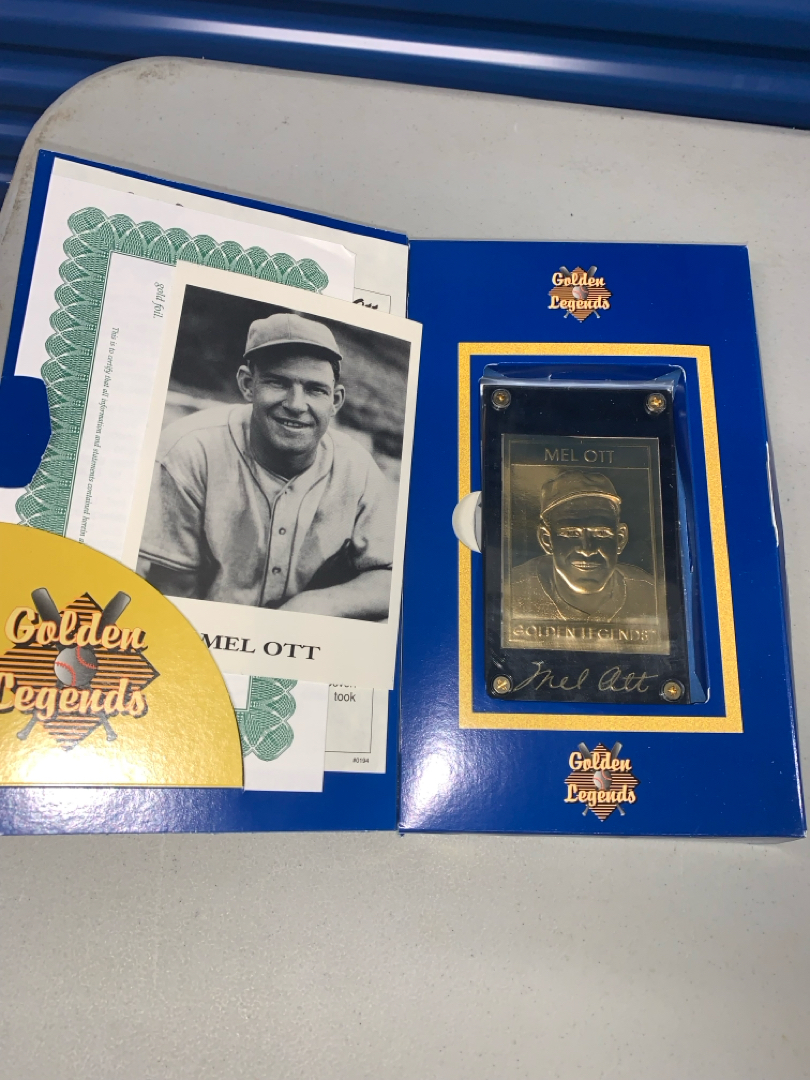 gold foil.
This is to certify that all information and statements contained herein
MEL OTT
took
#0194
Golden
Legends
Golden
Legends
MEL OTT
GOLDEN LEGENDS
Mel Ott
Golden
Legends